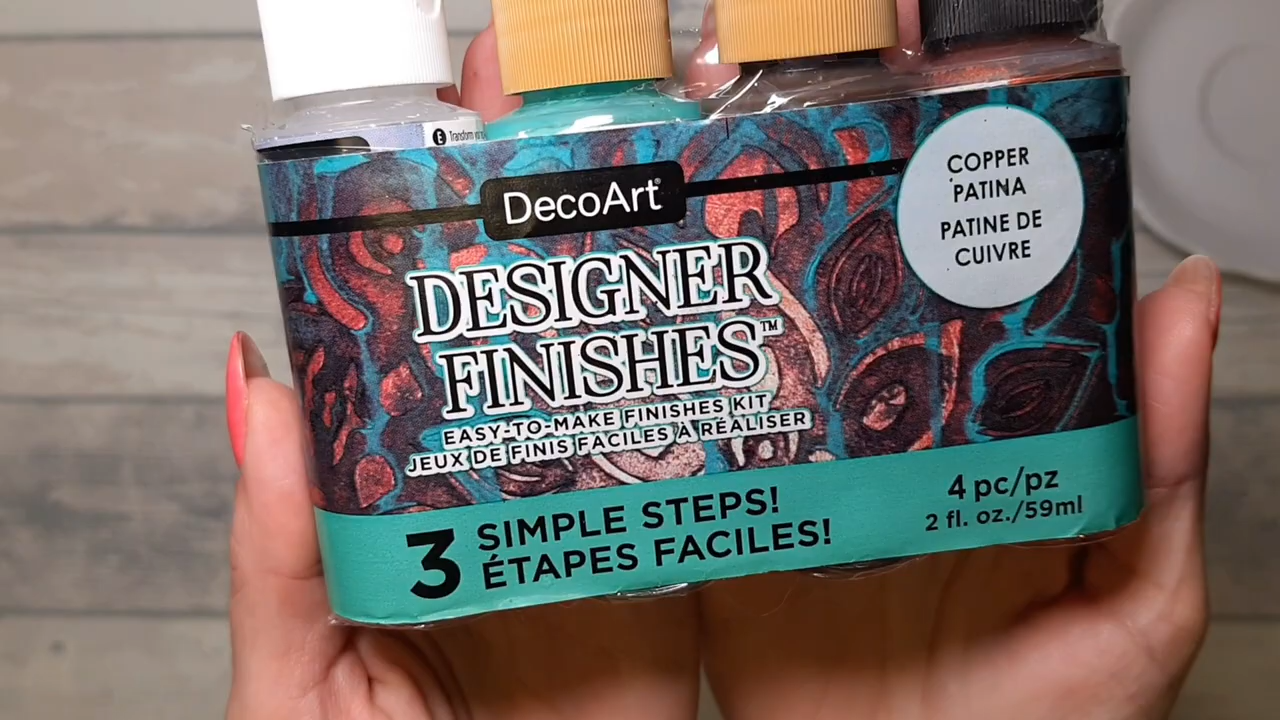 E Transform
DecoArt®
COPPER
PATINA
PATINE DE
CUIVRE
DESIGNER
FINISHES™
EASY-TO-MAKE FINISHES KIT
JEUX DE FINIS FACILES À RÉALISER
3 SIMPLE STEPS!
ÉTAPES FACILES!
4 pc/pz
2 fl. oz./59ml